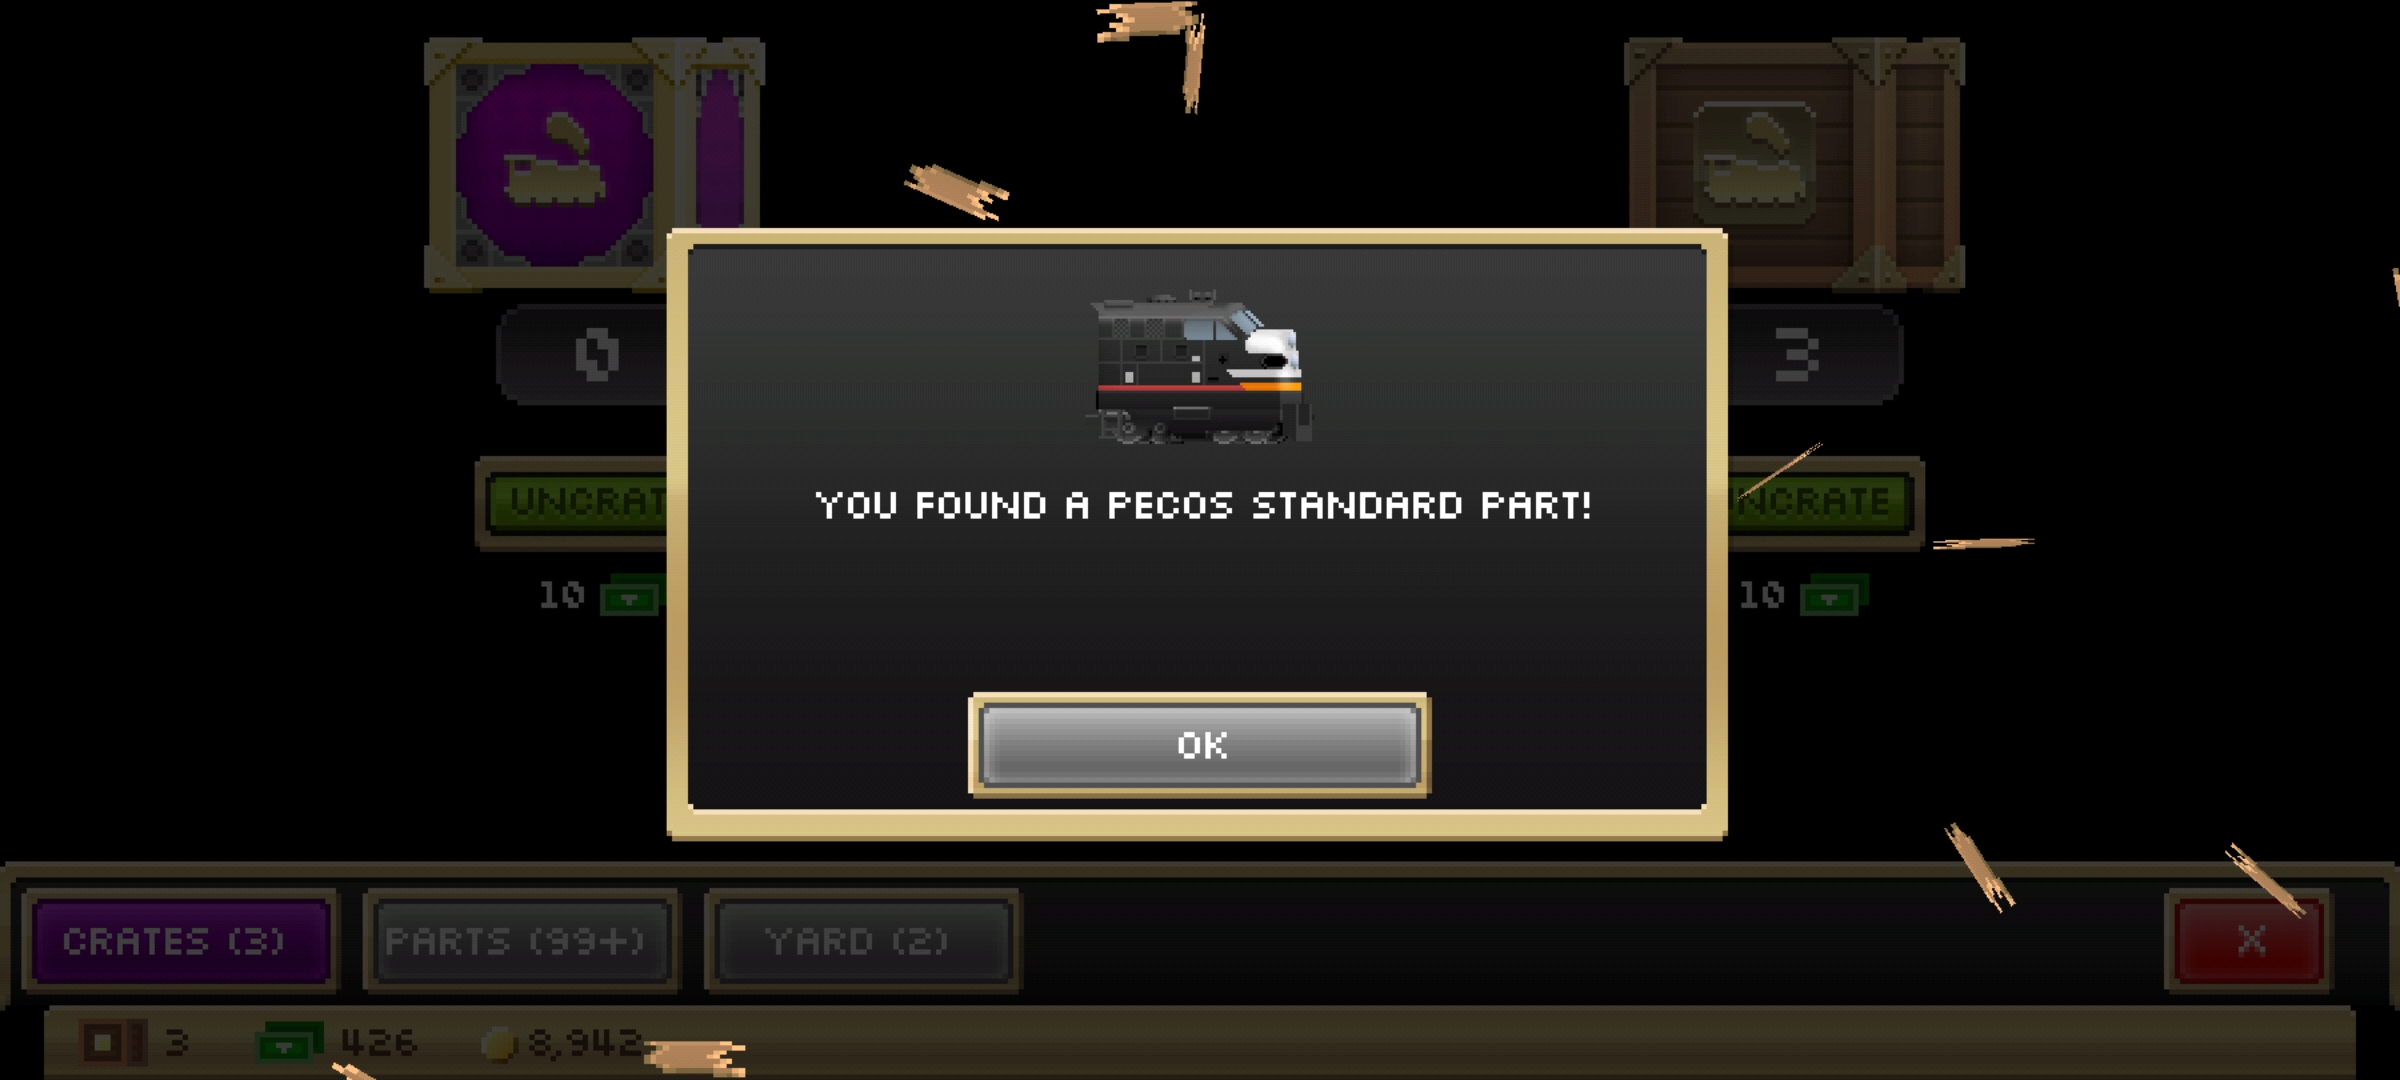 0
3
YOU FOUND A PECOS STANDARD PART!
UNCRAT
NCRATE
10
10
OK
CRATES (3)
PARTS (99+)
YARD (2)
X
3
426
8,942